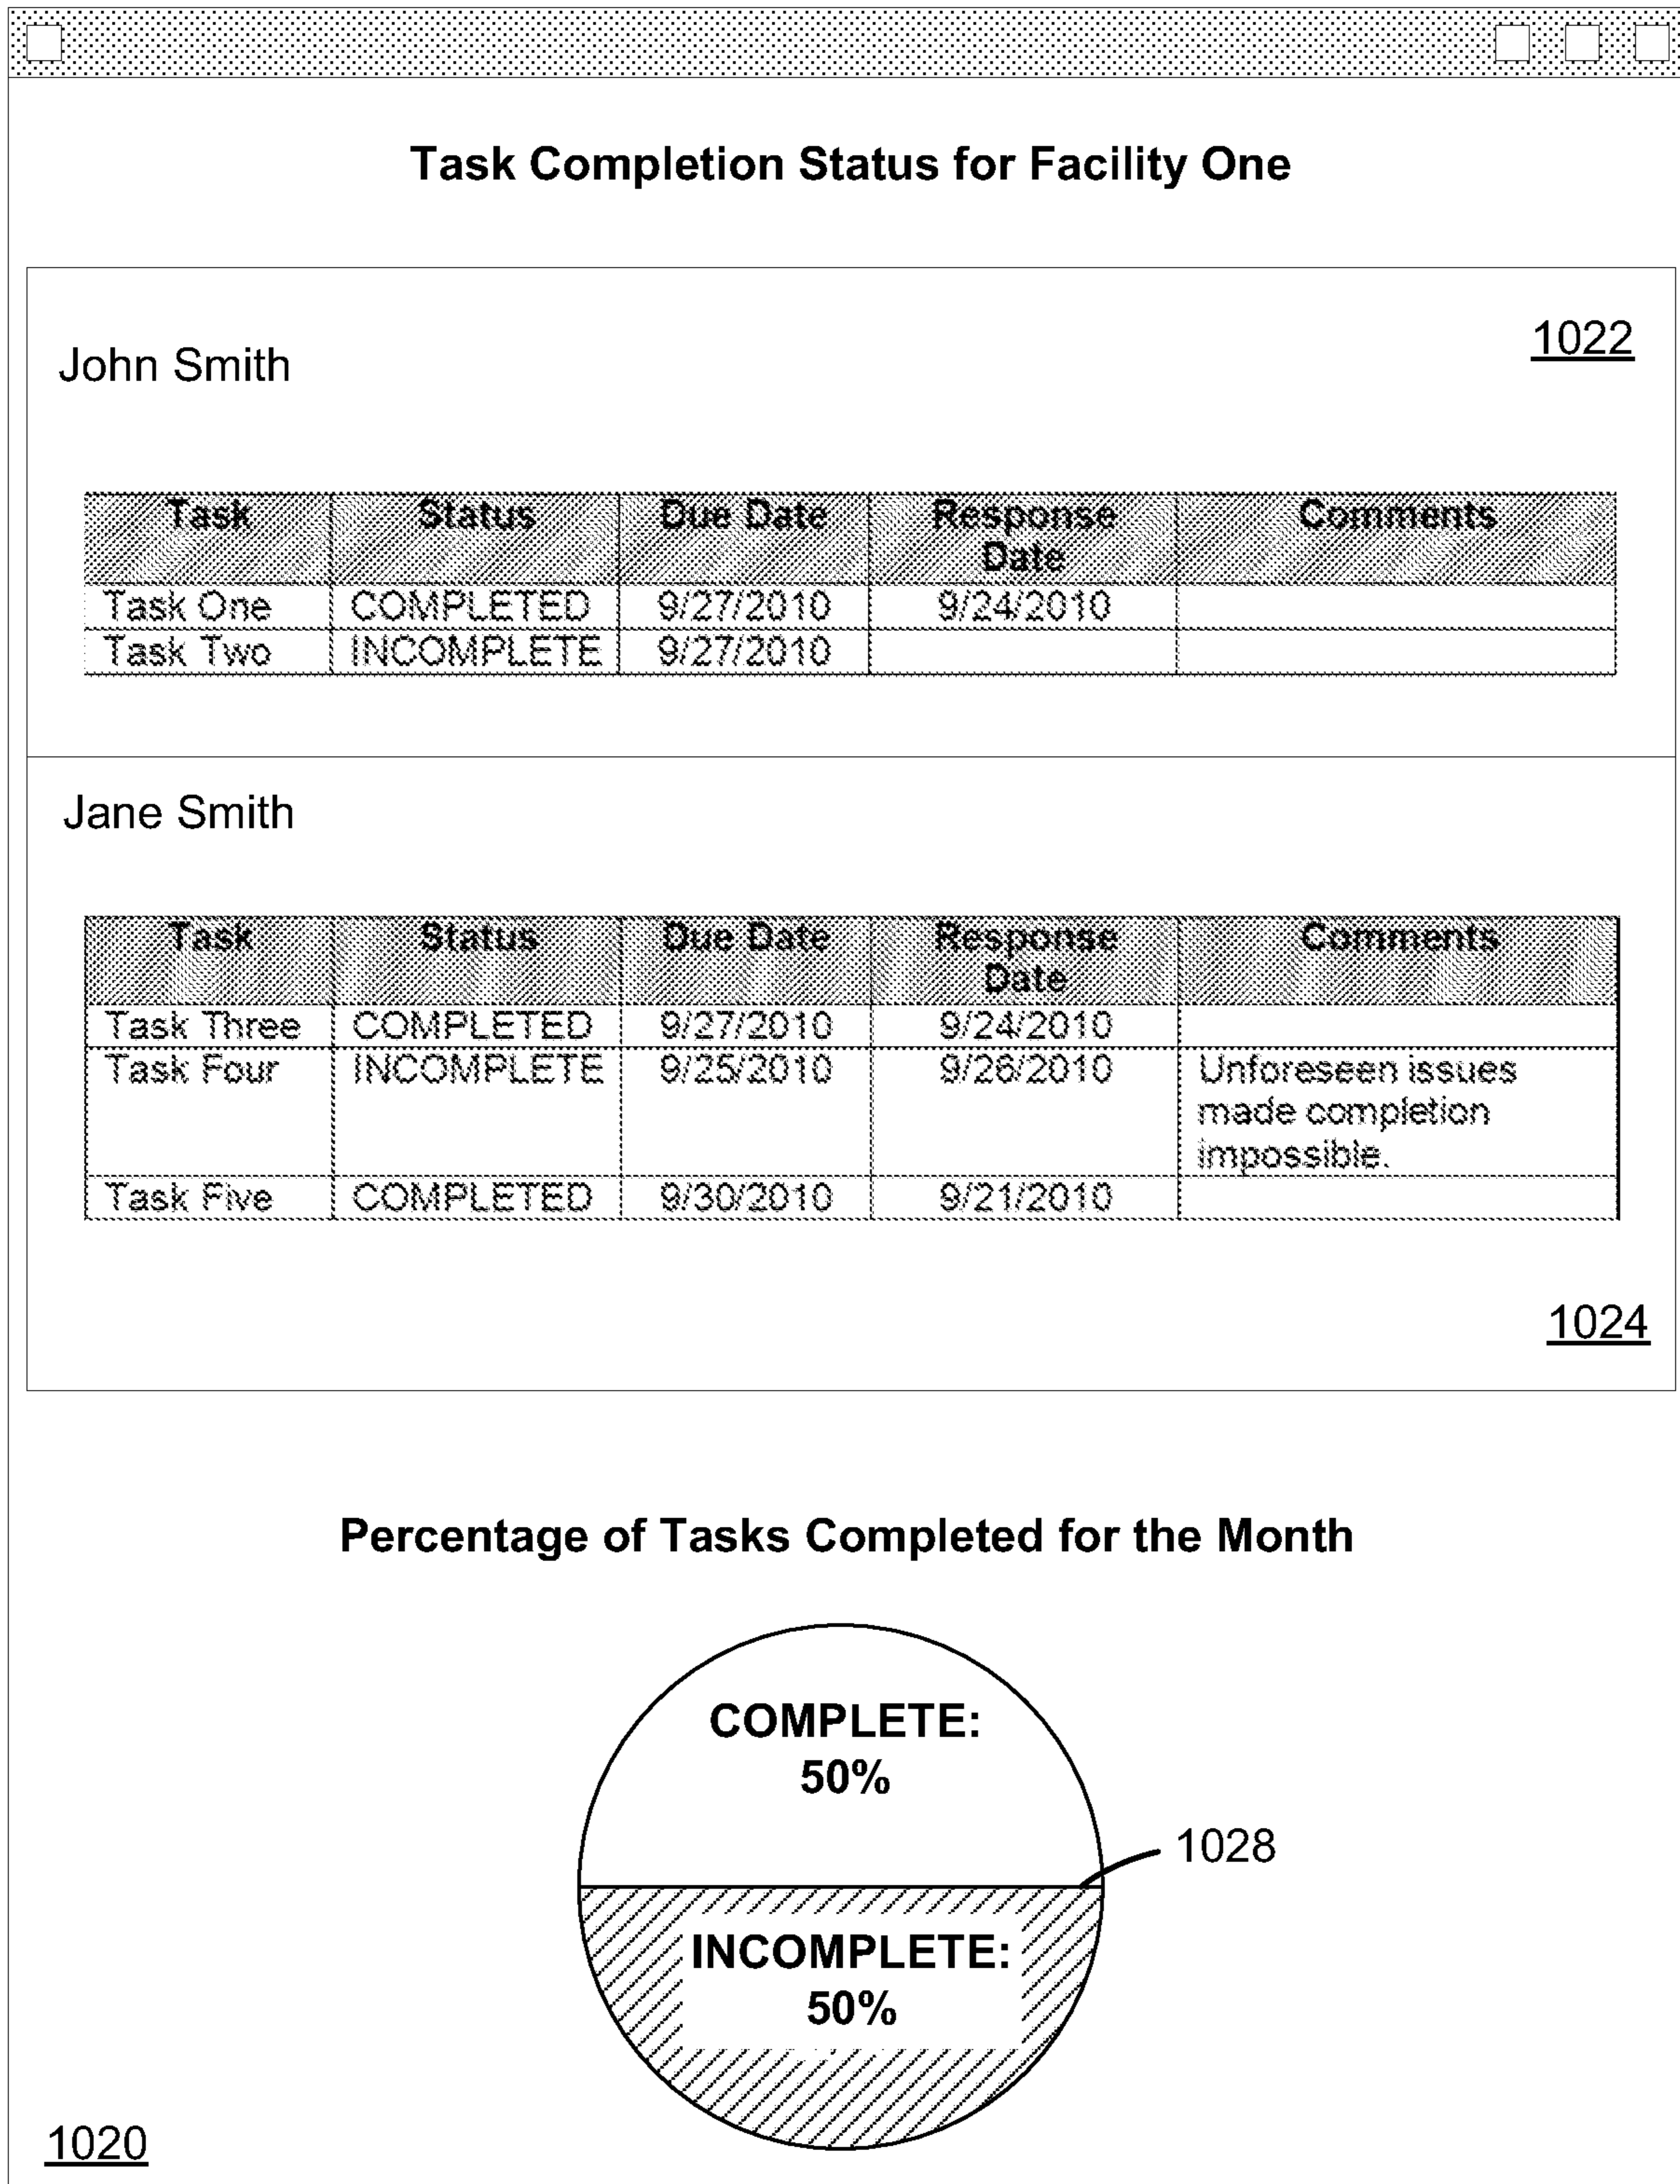 Task Completion Status for Facility One
1022
John Smith
Task Status Due Date Response Date Comments
Task One COMPLETED 9/27/2010 9/24/2010
Task Two INCOMPLETE 9/27/2010
Jane Smith
Task Status Due Date Response Date Comments
Task Three COMPLETED 9/27/2010 9/24/2010
Task Four INCOMPLETE 9/25/2010 9/26/2010 Unforeseen issues
made completion
impossible.
Task Five COMPLETED 9/30/2010 9/21/2010
1024
Percentage of Tasks Completed for the Month
COMPLETE:
50%
1028
INCOMPLETE:
50%
1020